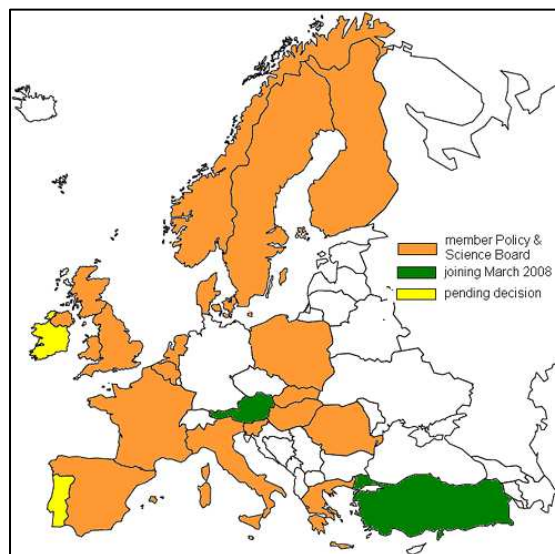 member Policy &
Science Board
joining March 2008
pending decision